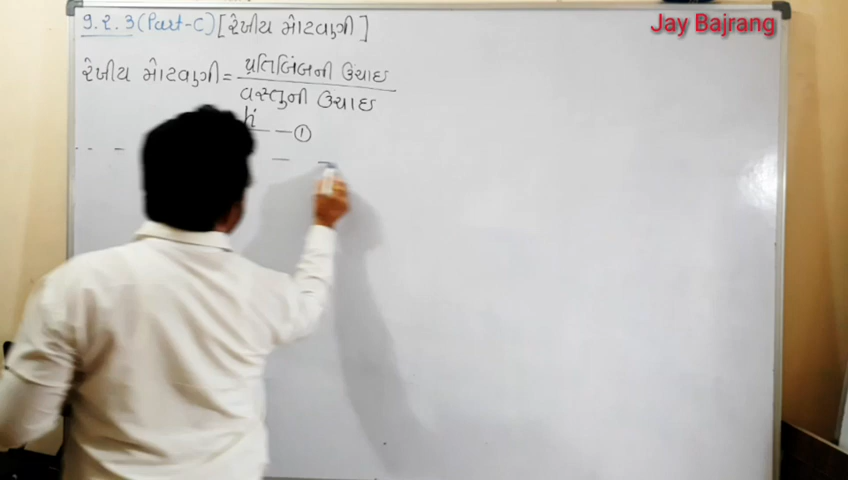 Jay Bajrang
9.2.3 (Part-C) [રેખીય મોટવણી]
રેખીય મોટવણી = પ્રતિબિંબની ઉંચાઇ
વસ્તુની ઉંચાઇ
h' — ①